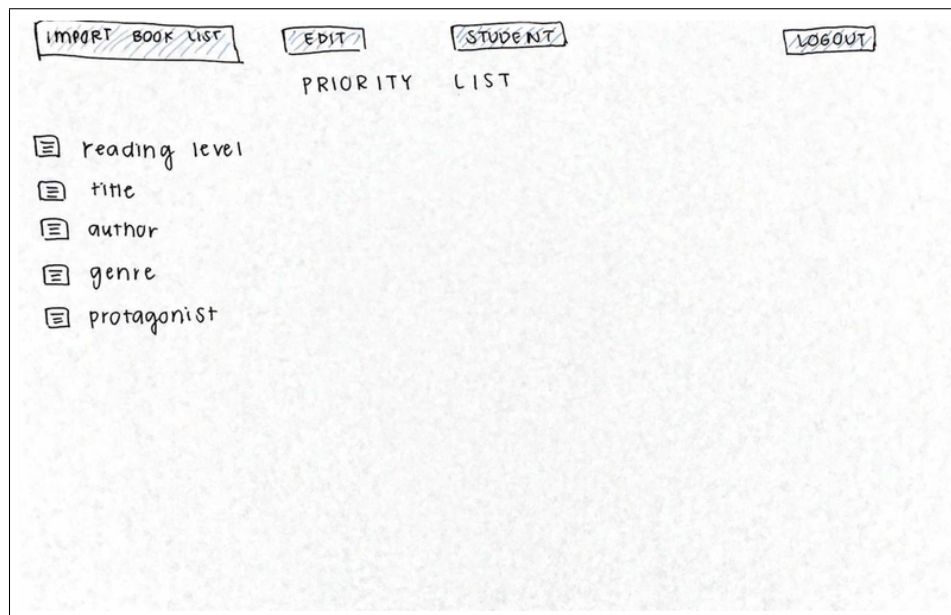 IMPORT BOOK LIST EDIT STUDENT LOGOUT
PRIORITY LIST
reading level
title
author
genre
protagonist